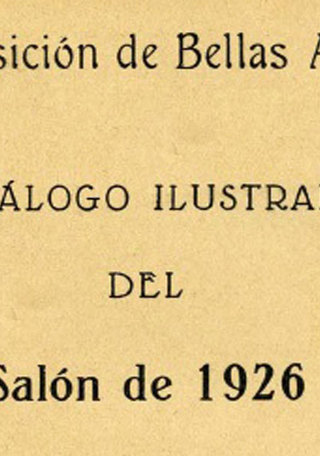 sición de Bellas A
ÁLOGO ILUSTRA
DEL
Salón de 1926